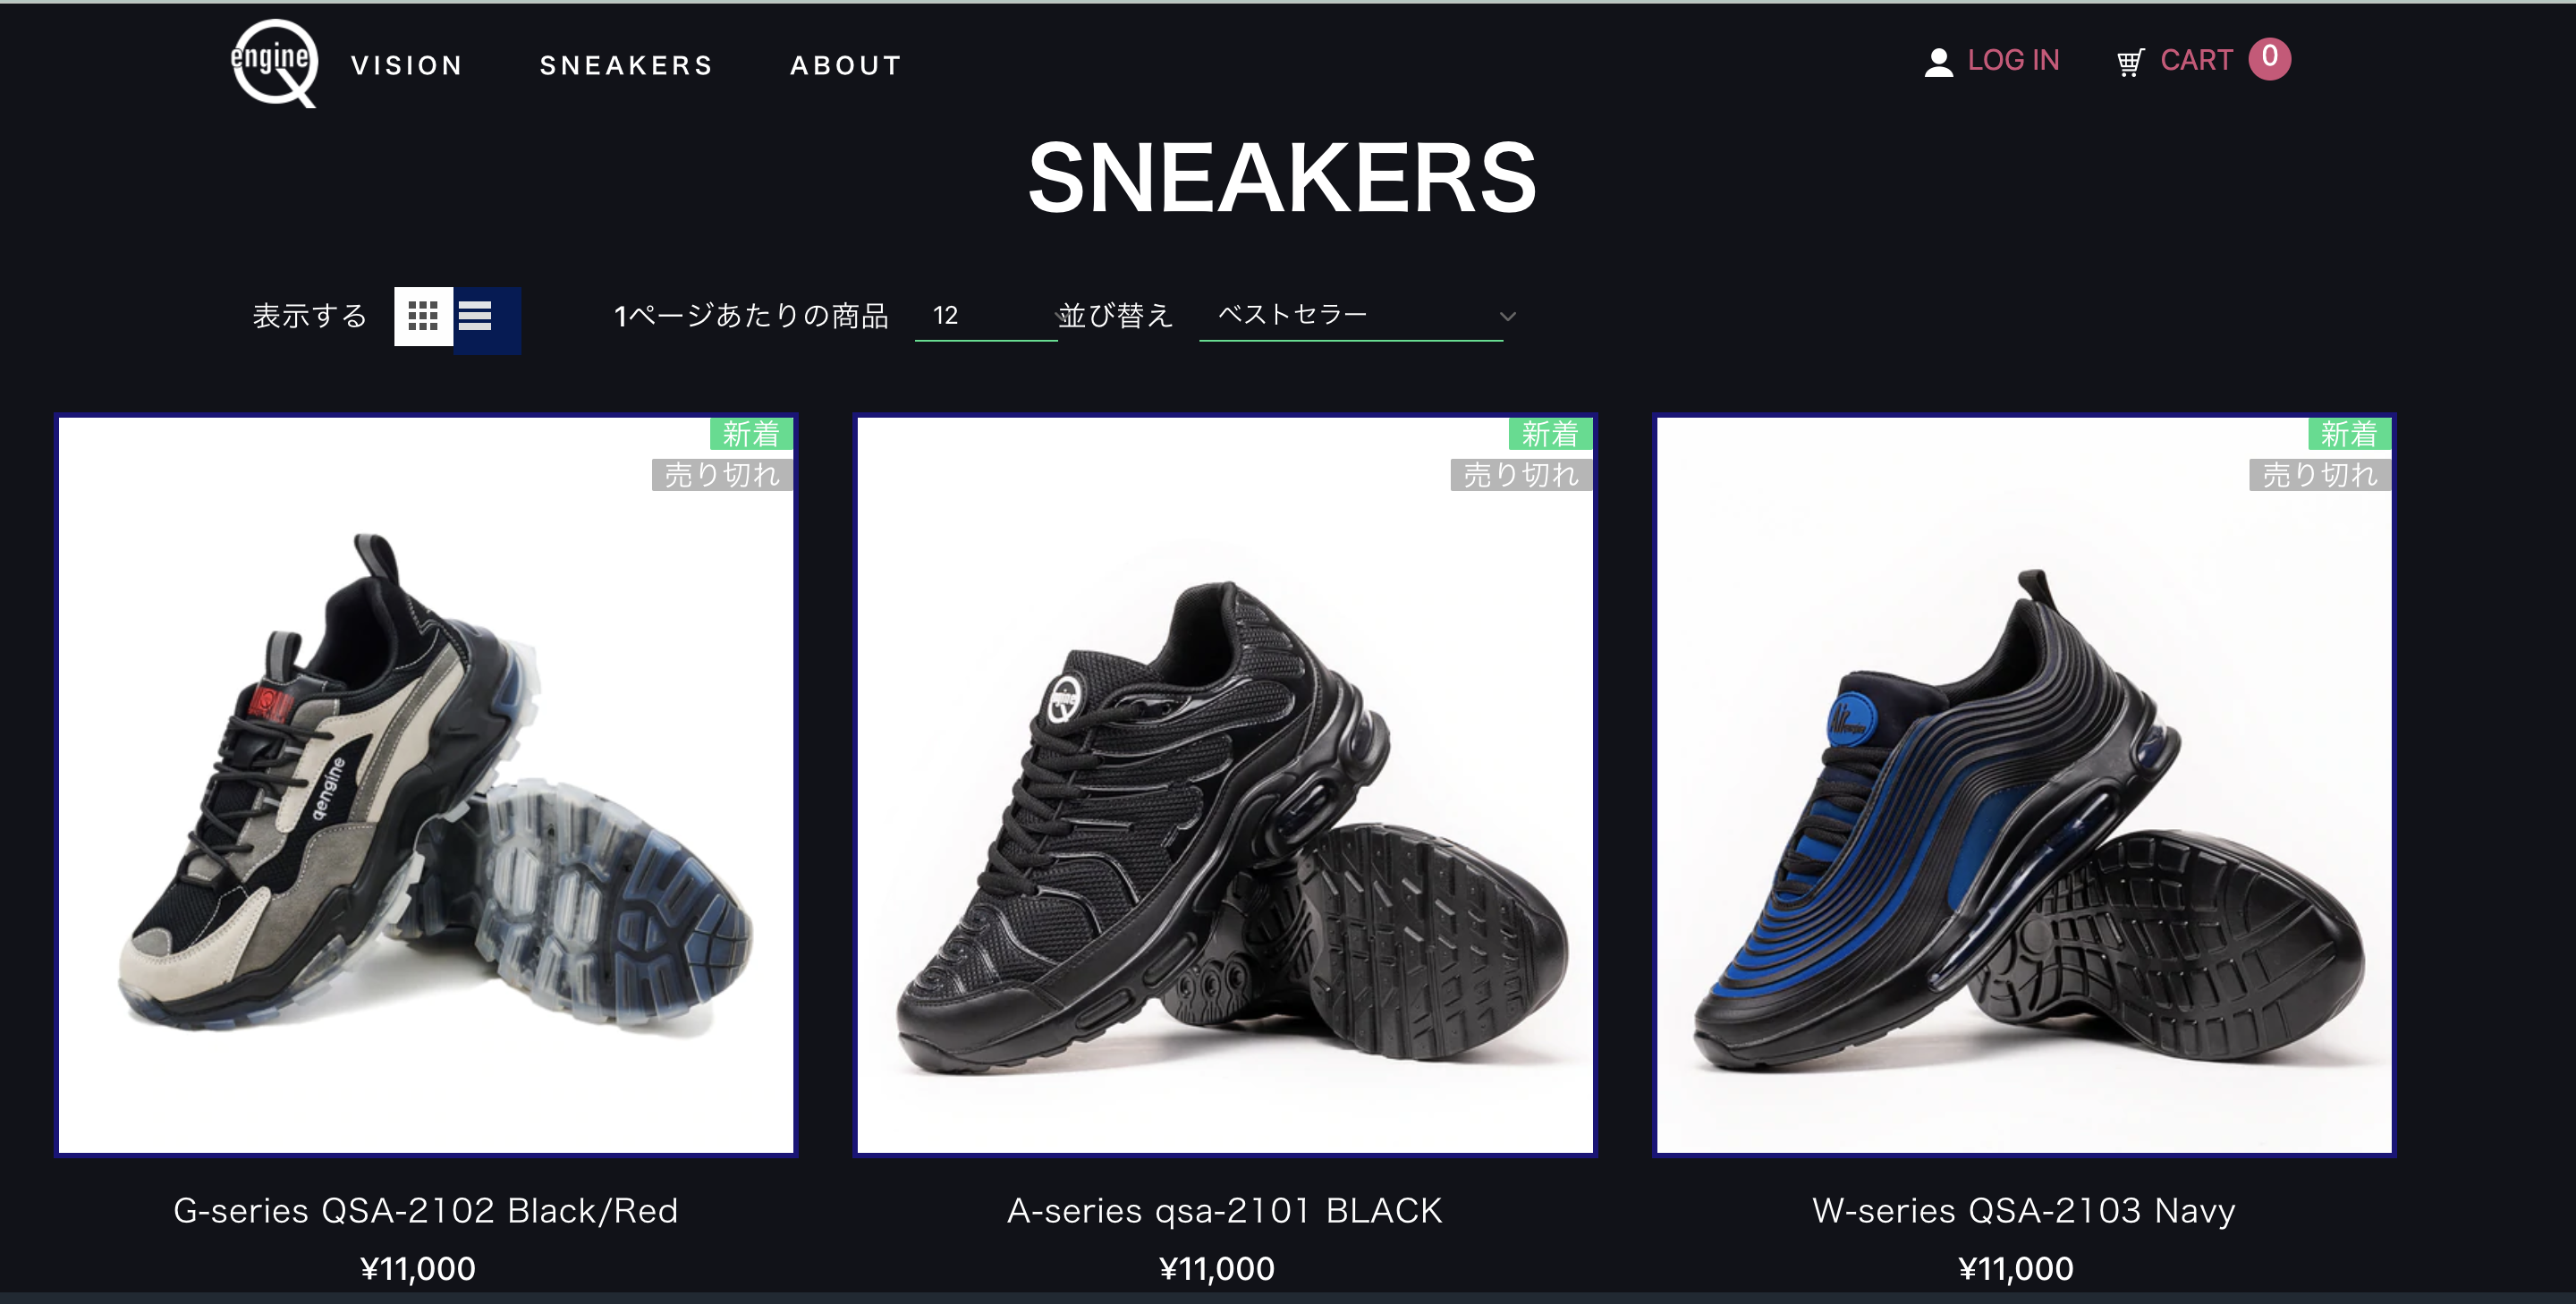 engine Q
VISION
SNEAKERS
ABOUT
LOG IN
CART
0
SNEAKERS
表示する
1ページあたりの商品
12
並び替え
ベストセラー
新着
売り切れ
qengine
新着
売り切れ
engine Q
新着
売り切れ
Air
G-series QSA-2102 Black/Red
¥11,000
A-series qsa-2101 BLACK
¥11,000
W-series QSA-2103 Navy
¥11,000